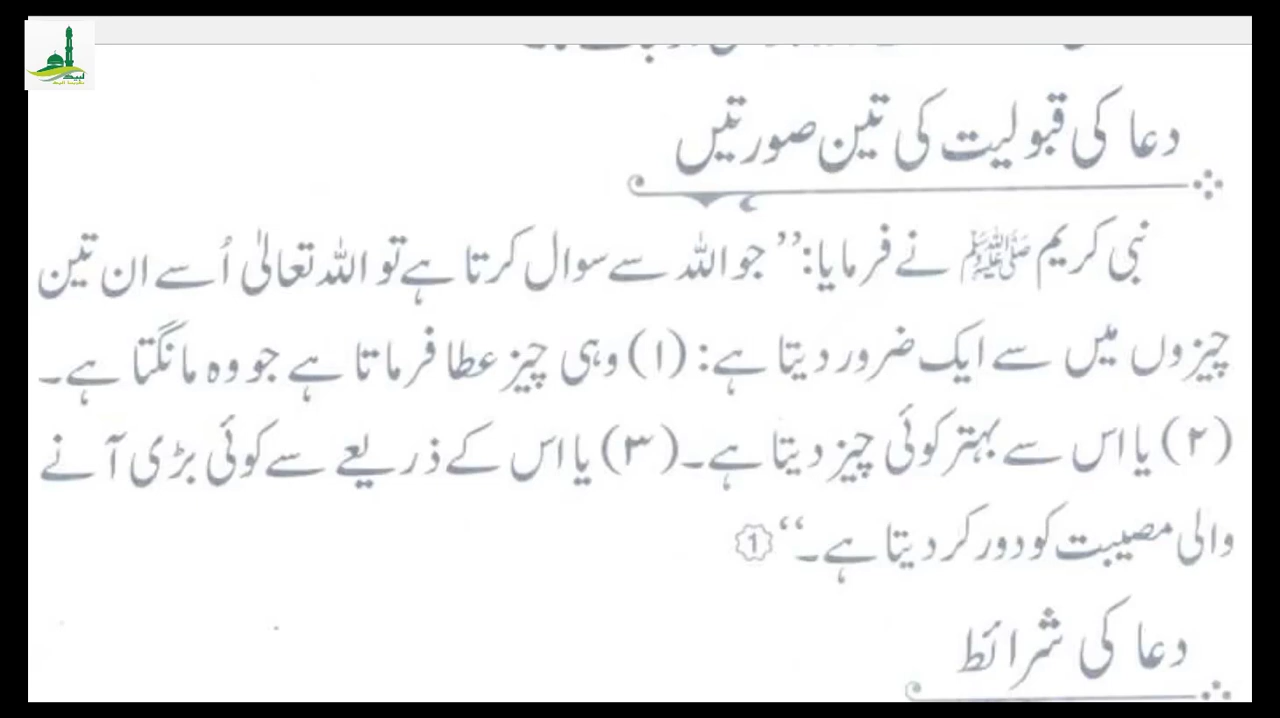 دعا کی قبولیت کی تین صورتیں
نبی کریم ﷺ نے فرمایا: ’’جو اللہ سے سوال کرتا ہے تو اللہ تعالیٰ اُسے ان تین
چیزوں میں سے ایک ضرور دیتا ہے: (۱) وہی چیز عطا فرماتا ہے جو وہ مانگتا ہے۔
(۲) یا اس سے بہتر کوئی چیز دیتا ہے۔ (۳) یا اس کے ذریعے سے کوئی بڑی آنے
والی مصیبت کو دور کر دیتا ہے۔‘‘ 1
دعا کی شرائط
لبیک